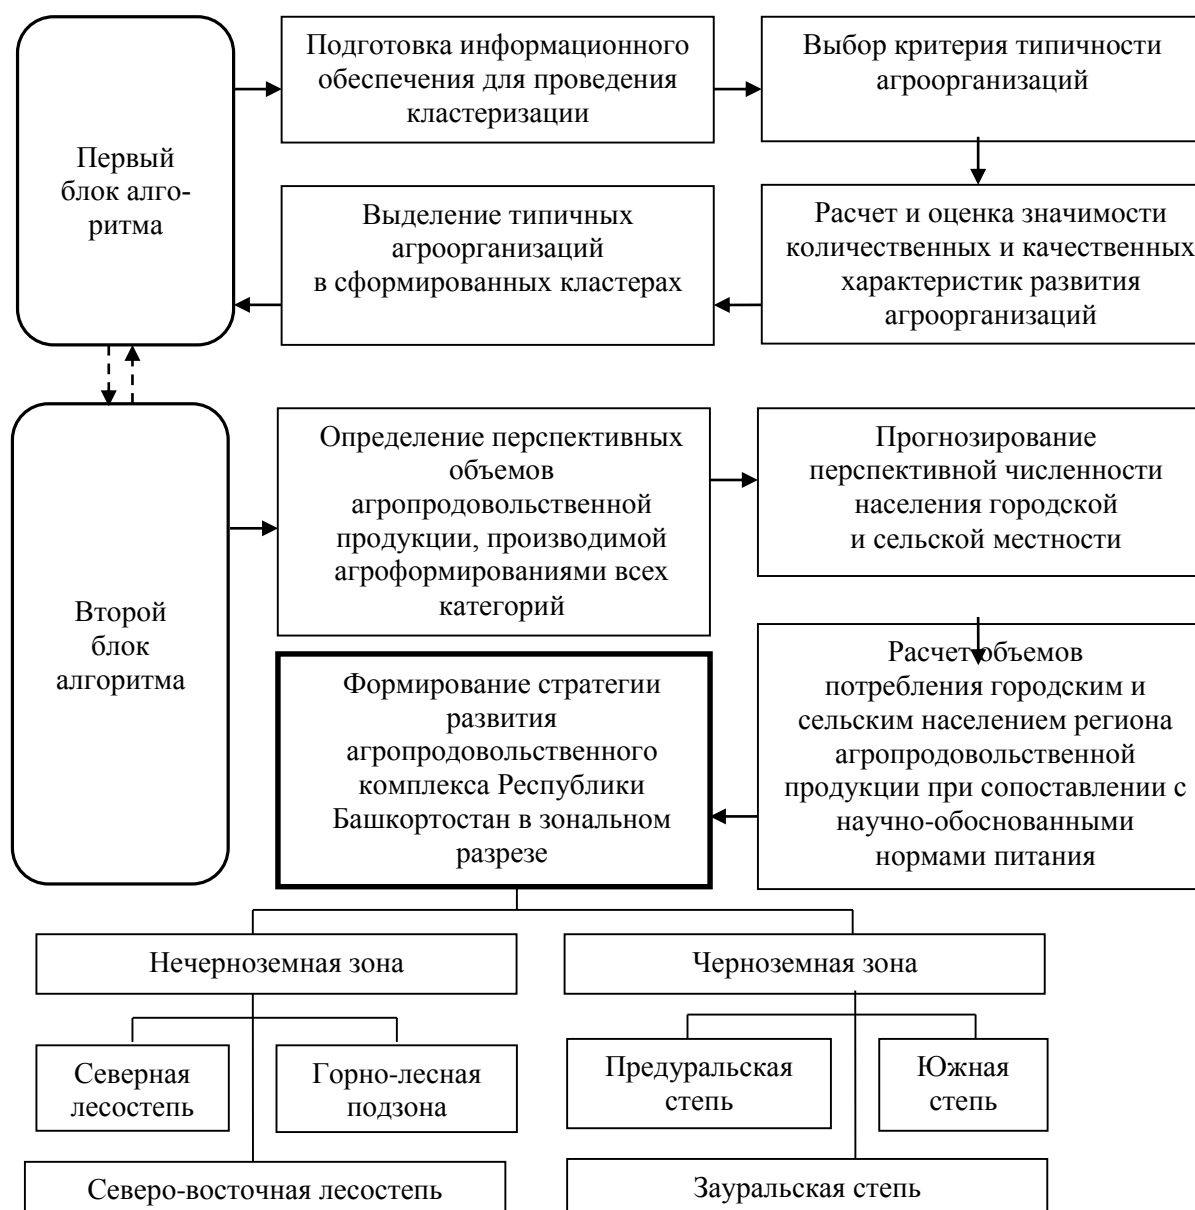 Первый
блок алго-
ритма
Подготовка информационного
обеспечения для проведения
кластеризации
Выбор критерия типичности
агроорганизаций
Расчет и оценка значимости
количественных и качественных
характеристик развития
агроорганизаций
Выделение типичных
агроорганизаций
в сформированных кластерах
Второй
блок
алгоритма
Определение перспективных
объемов
агропродовольственной
продукции, производимой
агроформированиями всех
категорий
Прогнозирование
перспективной численности
населения городской
и сельской местности
Расчет объемов
потребления городским и
сельским населением региона
агропродовольственной
продукции при сопоставлении с
научно-обоснованными
нормами питания
Формирование стратегии
развития
агропродовольственного
комплекса Республики
Башкортостан в зональном
разрезе
Нечерноземная зона
Черноземная зона
Северная
лесостепь
Горно-лесная
подзона
Предуральская
степь
Южная
степь
Северо-восточная лесостепь
Зауральская степь